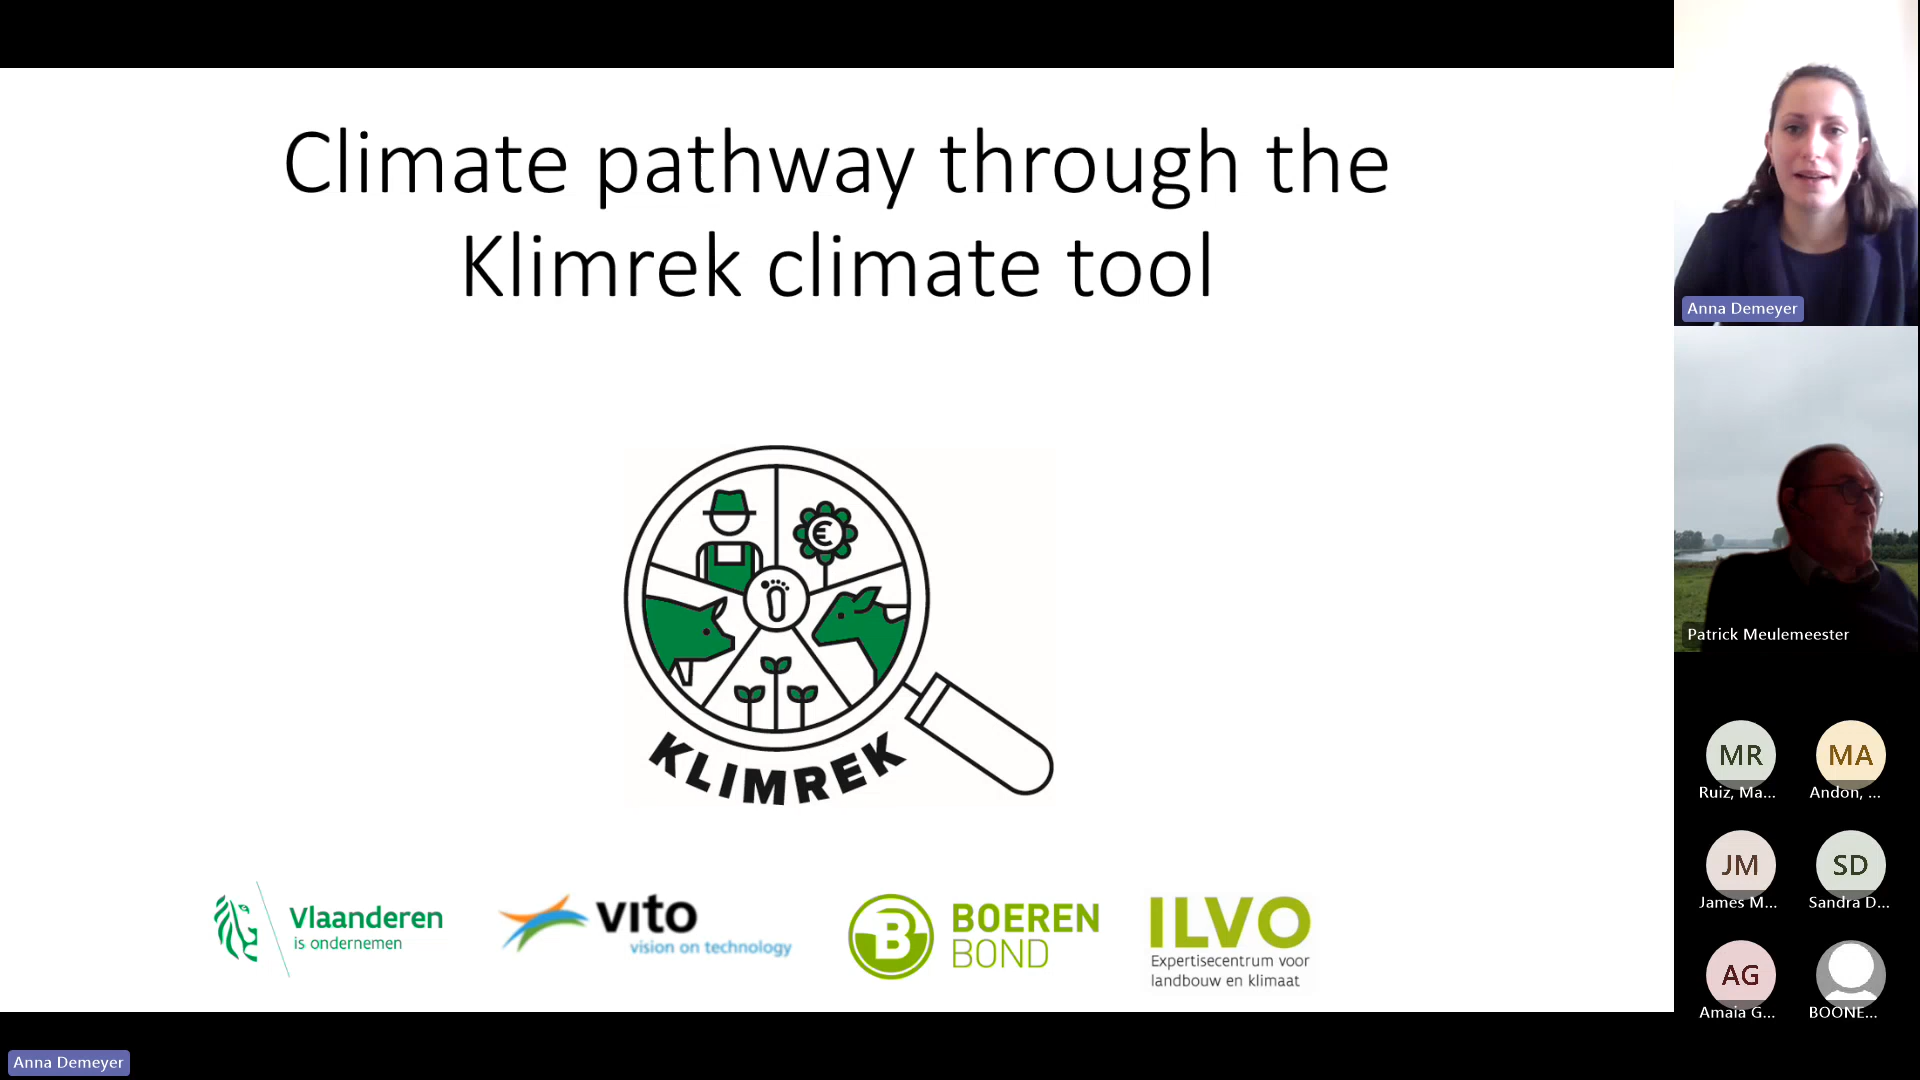 Climate pathway through the
Klimrek climate tool
€
KLIMREK
Vlaanderen
is ondernemen
vito
vision on technology
B
BOEREN
BOND
ILVO
Expertisecentrum voor
landbouw en klimaat
Anna Demeyer
Patrick Meulemeester
MR
Ruiz, Ma...
MA
Andon, ...
JM
James M...
SD
Sandra D...
AG
Amaia G...
BOONE...
Anna Demeyer